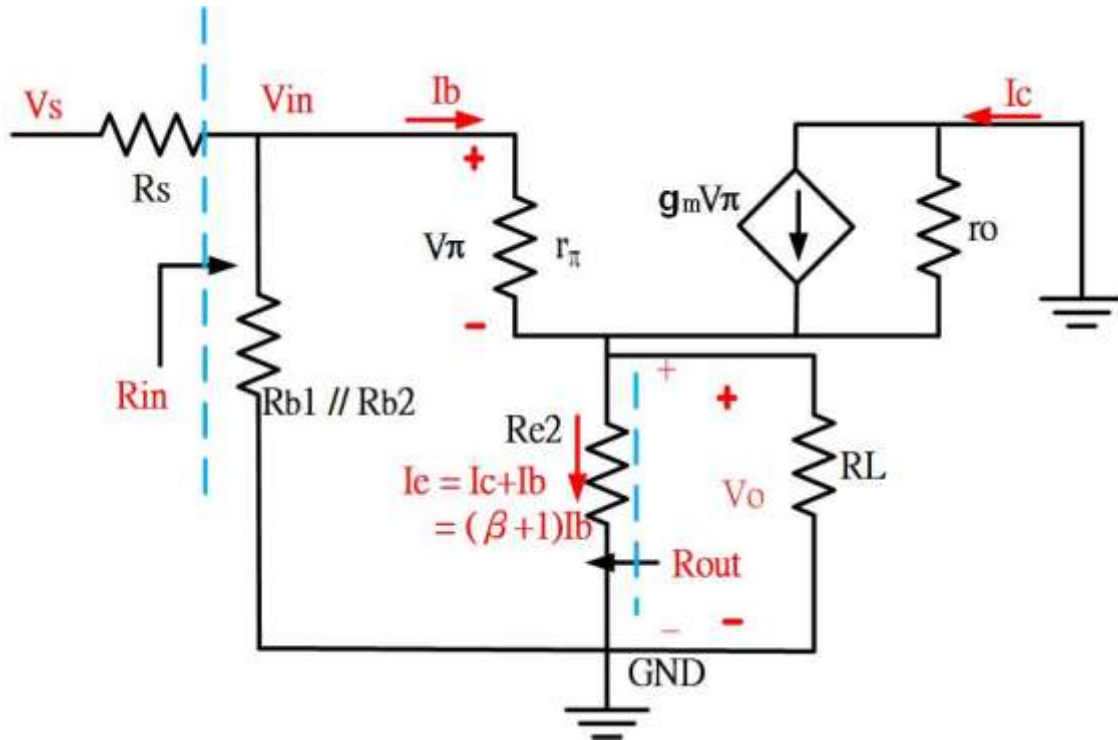 Vs
Vin
Ib
Ic
+
Rs
gmVπ
ro
Vπ
rπ
−
Rin
Rb1 // Rb2
+
+
Re2
RL
Ie = Ic+Ib
= (β+1)Ib
Vo
Rout
−
−
GND